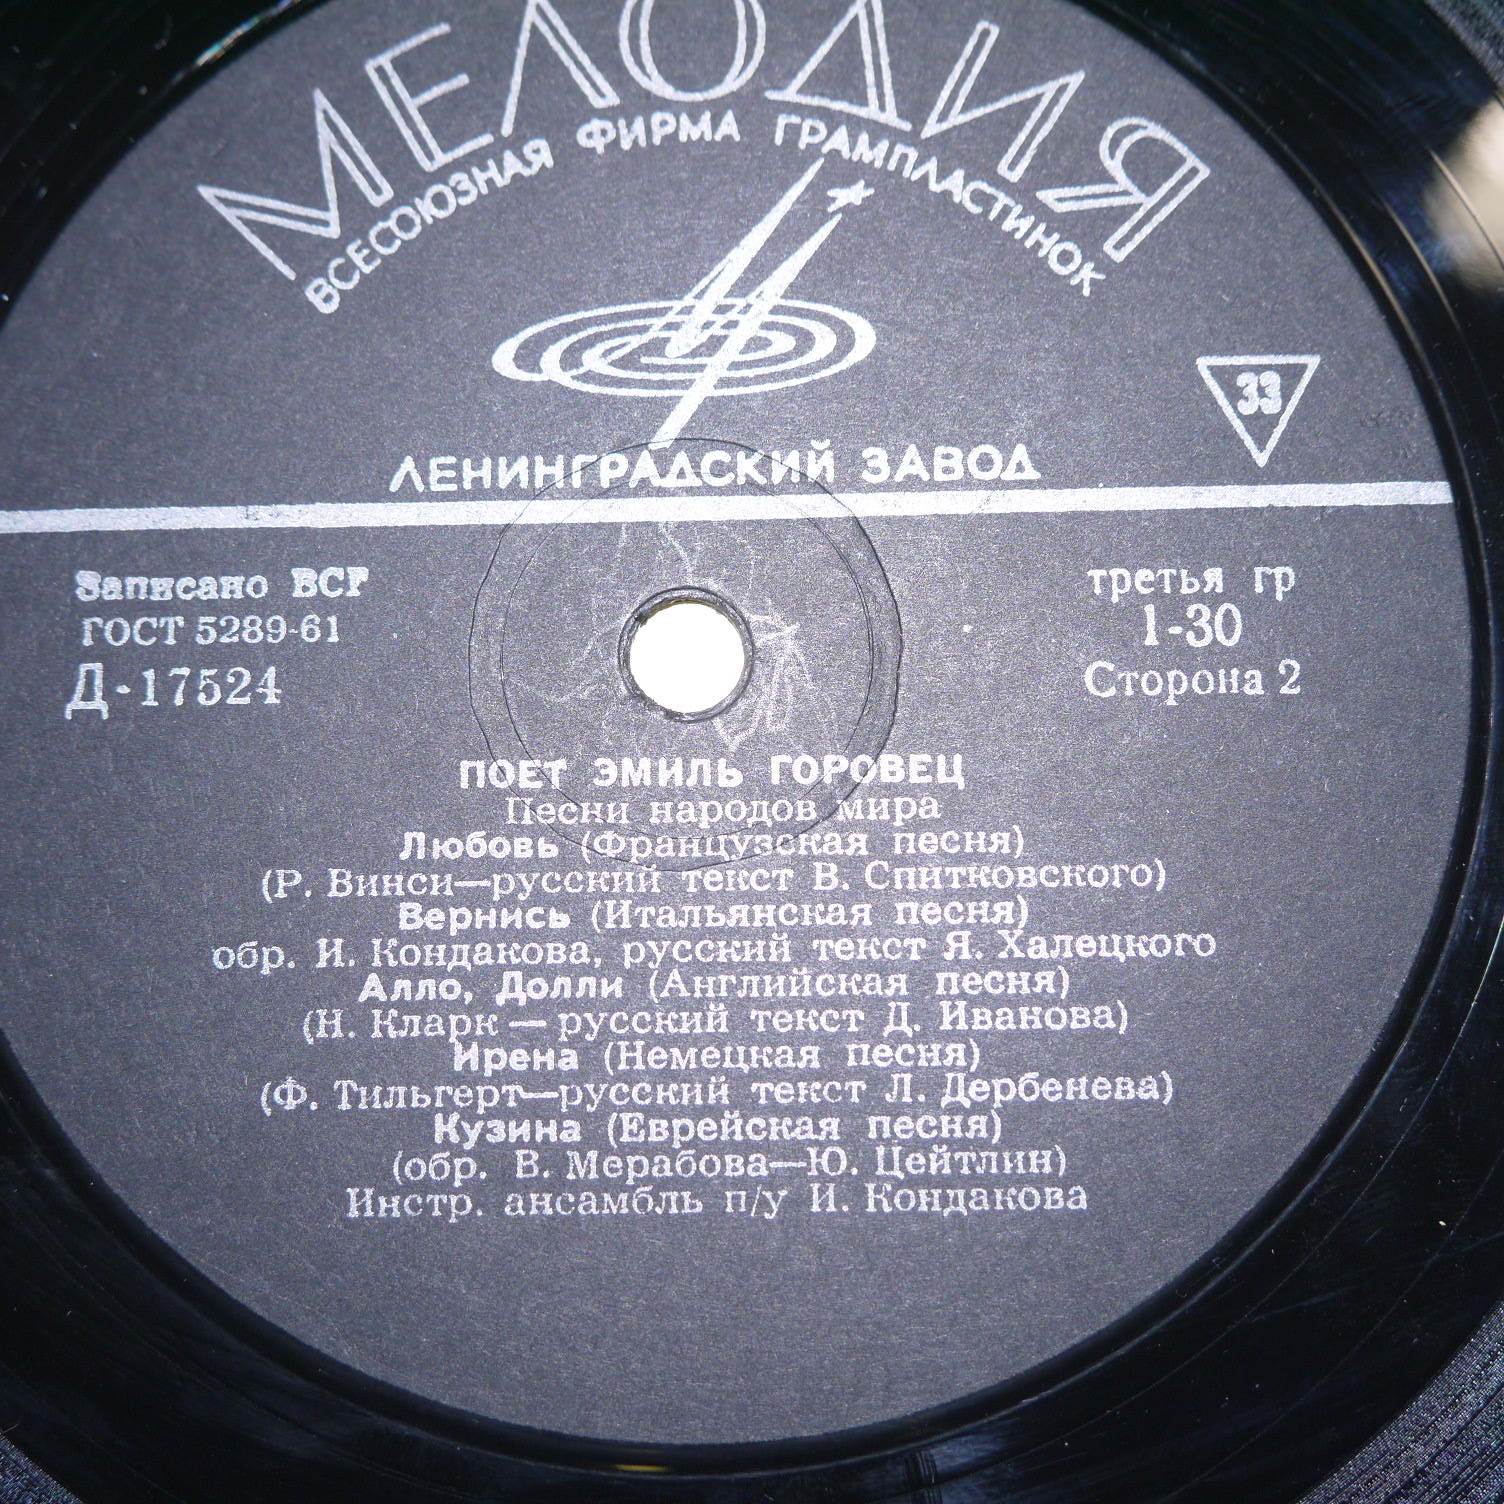 МЕЛОДИЯ
ВСЕСОЮЗНАЯ ФИРМА ГРАМПЛАСТИНОК
33
ЛЕНИНГРАДСКИЙ ЗАВОД
Записано ВСГ
ГОСТ 5289-61
Д-17524
третья гр
1-30
Сторона 2
ПОЕТ ЭМИЛЬ ГОРОВЕЦ
Песни народов мира
Любовь (Французская песня)
(Р. Винси—русский текст В. Спитковского)
Вернись (Итальянская песня)
обр. И. Кондакова, русский текст Я. Халецкого
Алло, Долли (Английская песня)
(Н. Кларк — русский текст Д. Иванова)
Ирена (Немецкая песня)
(Ф. Тильгерт—русский текст Л. Дербенева)
Кузина (Еврейская песня)
(обр. В. Мерабова—Ю. Цейтлин)
Инстр. ансамбль п/у И. Кондакова